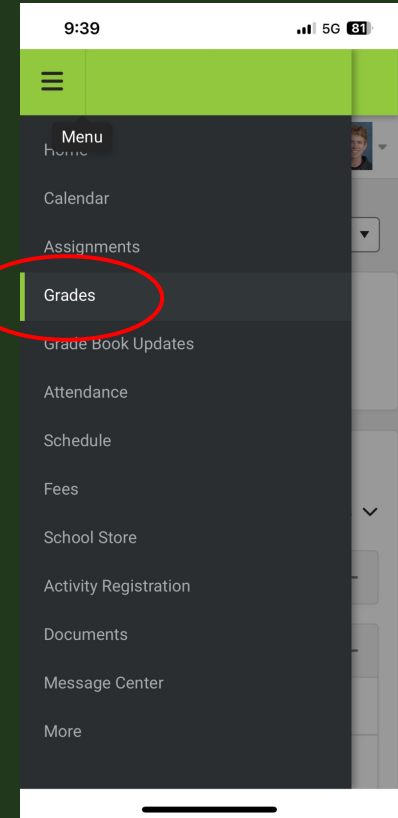 9:39
5G 81
Menu
Home
Calendar
Assignments
Grades
Grade Book Updates
Attendance
Schedule
Fees
School Store
Activity Registration
Documents
Message Center
More